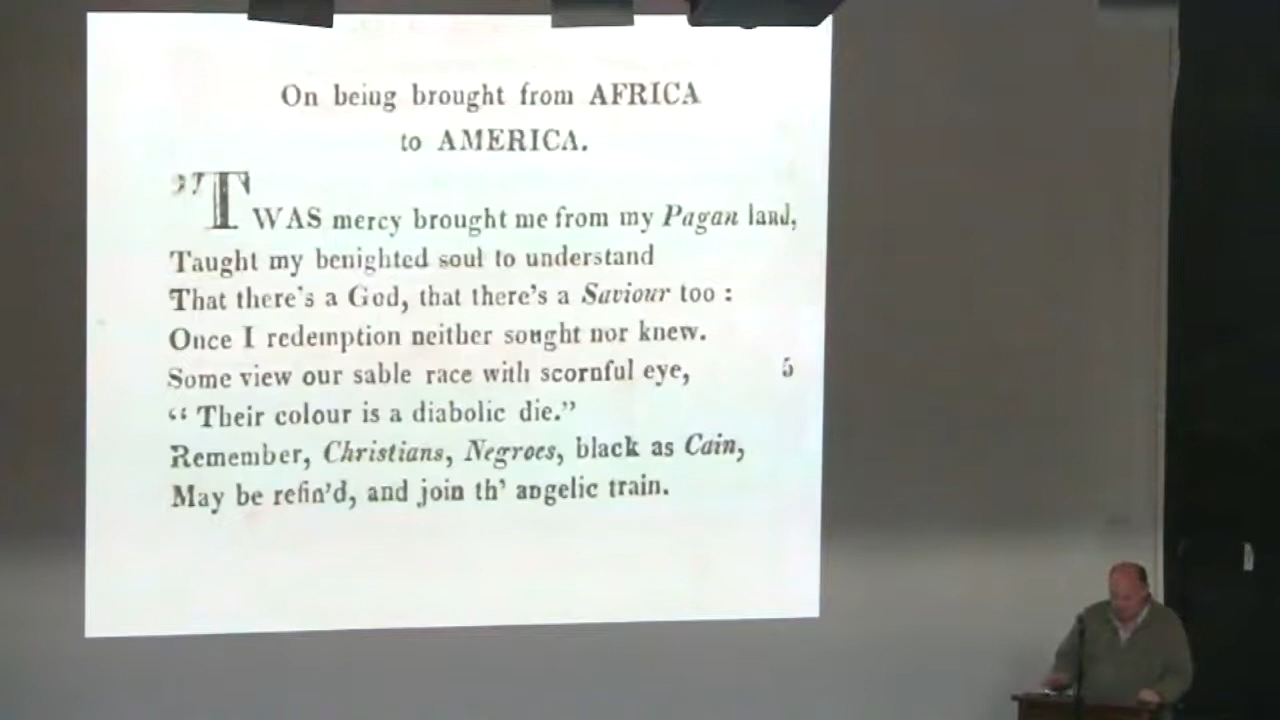 On being brought from AFRICA
to AMERICA.
'TWAS mercy brought me from my Pagan land,
Taught my benighted soul to understand
That there's a God, that there's a Saviour too :
Once I redemption neither sought nor knew.
Some view our sable race with scornful eye, 5
“ Their colour is a diabolic die.”
Remember, Christians, Negroes, black as Cain,
May be refin'd, and join th' angelic train.